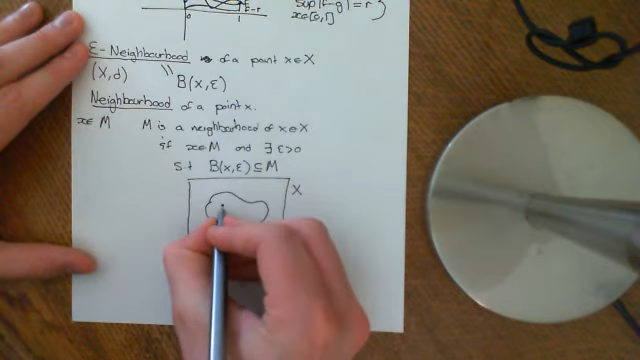 sup |f-g| = r
x∈[0,1]
f-r
0 1
ε-Neighbourhood of a point x∈X
(X,d) B(x,ε)
Neighbourhood of a point x.
x∈M M is a neighbourhood of x∈X
if x∈M and ∃ ε>0
s.t B(x,ε)⊆M
X